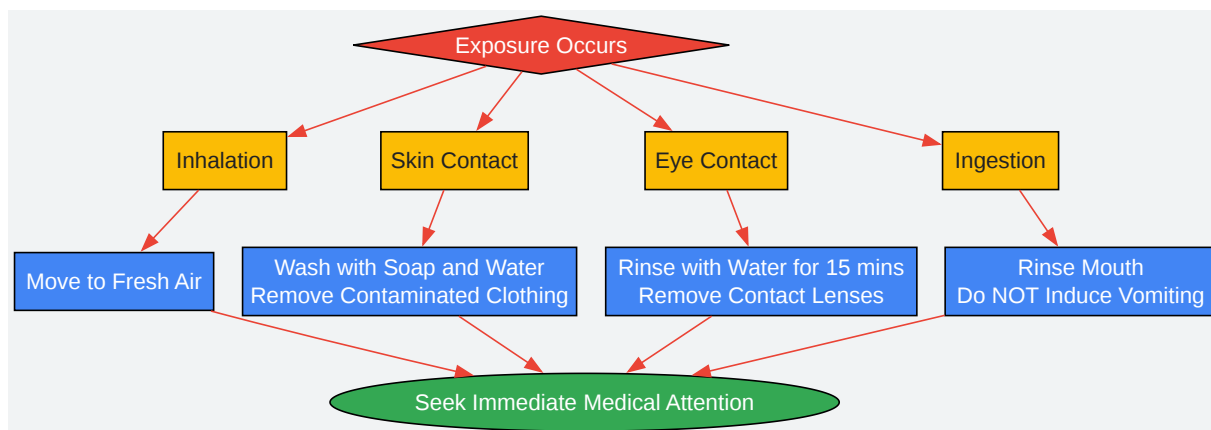 Exposure Occurs
Inhalation
Skin Contact
Eye Contact
Ingestion
Move to Fresh Air
Wash with Soap and Water
Remove Contaminated Clothing
Rinse with Water for 15 mins
Remove Contact Lenses
Rinse Mouth
Do NOT Induce Vomiting
Seek Immediate Medical Attention